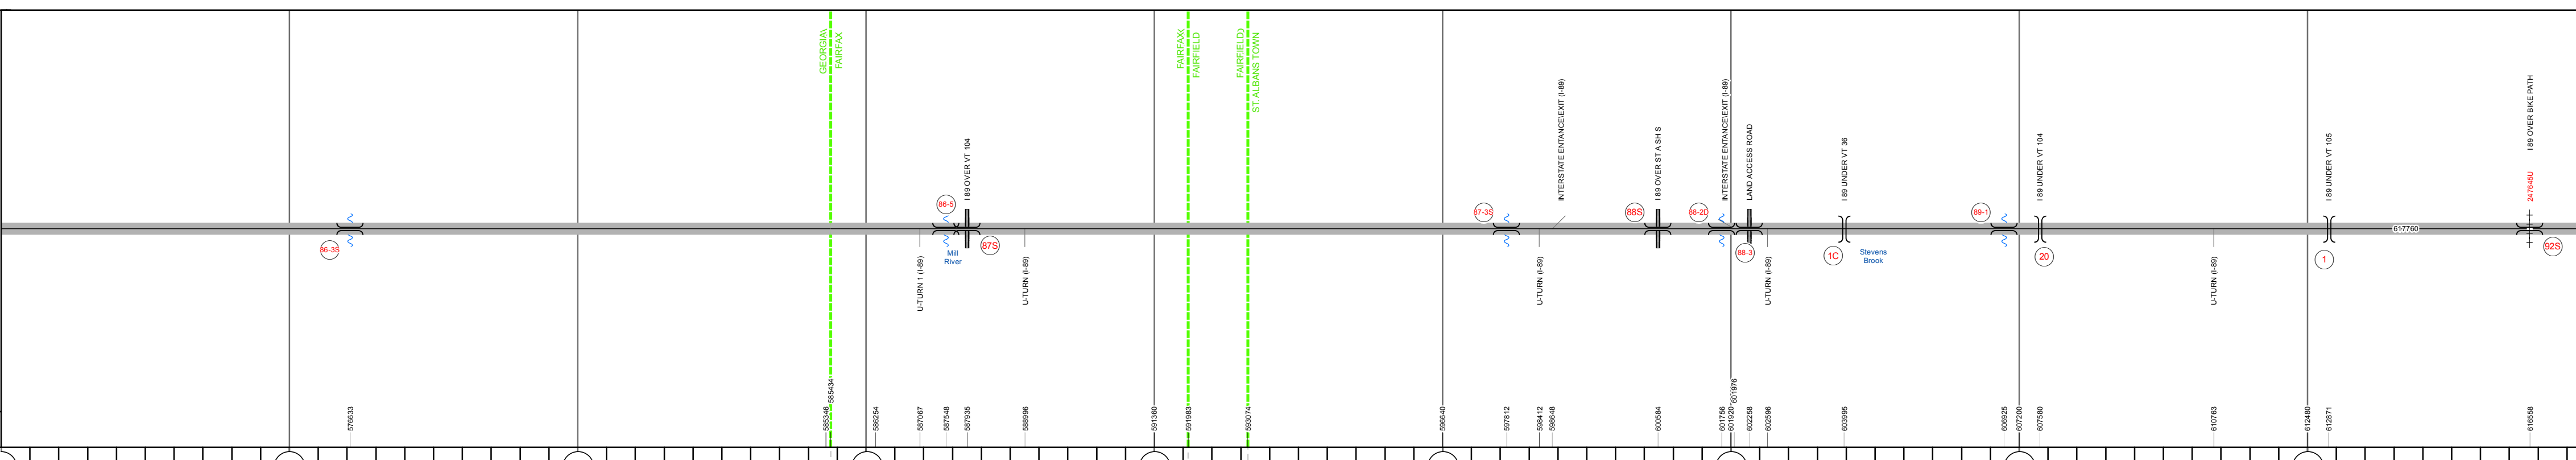 GEORGIA\
FAIRFAX
FAIRFAX\
FAIRFIELD
FAIRFIELD\
ST. ALBANS TOWN
I 89 OVER VT 104
INTERSTATE ENTANCE\EXIT (I-89)
I 89 OVER ST A SH S
INTERSTATE ENTANCE\EXIT (I-89)
LAND ACCESS ROAD
I 89 UNDER VT 36
I 89 UNDER VT 104
I 89 UNDER VT 105
247645U
I 89 OVER BIKE PATH
86-3S
86-5
87S
87-3S
88S
88-2D
88-3
1C
89-1
20
1
92S
617760
Mill
River
Stevens
Brook
U-TURN 1 (I-89)
U-TURN (I-89)
U-TURN (I-89)
U-TURN (I-89)
U-TURN (I-89)
576633
585346
585434
586254
587067
587548
587935
588996
591360
591983
593074
596640
597812
598412
598648
600584
601756
601920
601976
602258
602596
603995
606925
607200
607580
610763
612480
612871
616558